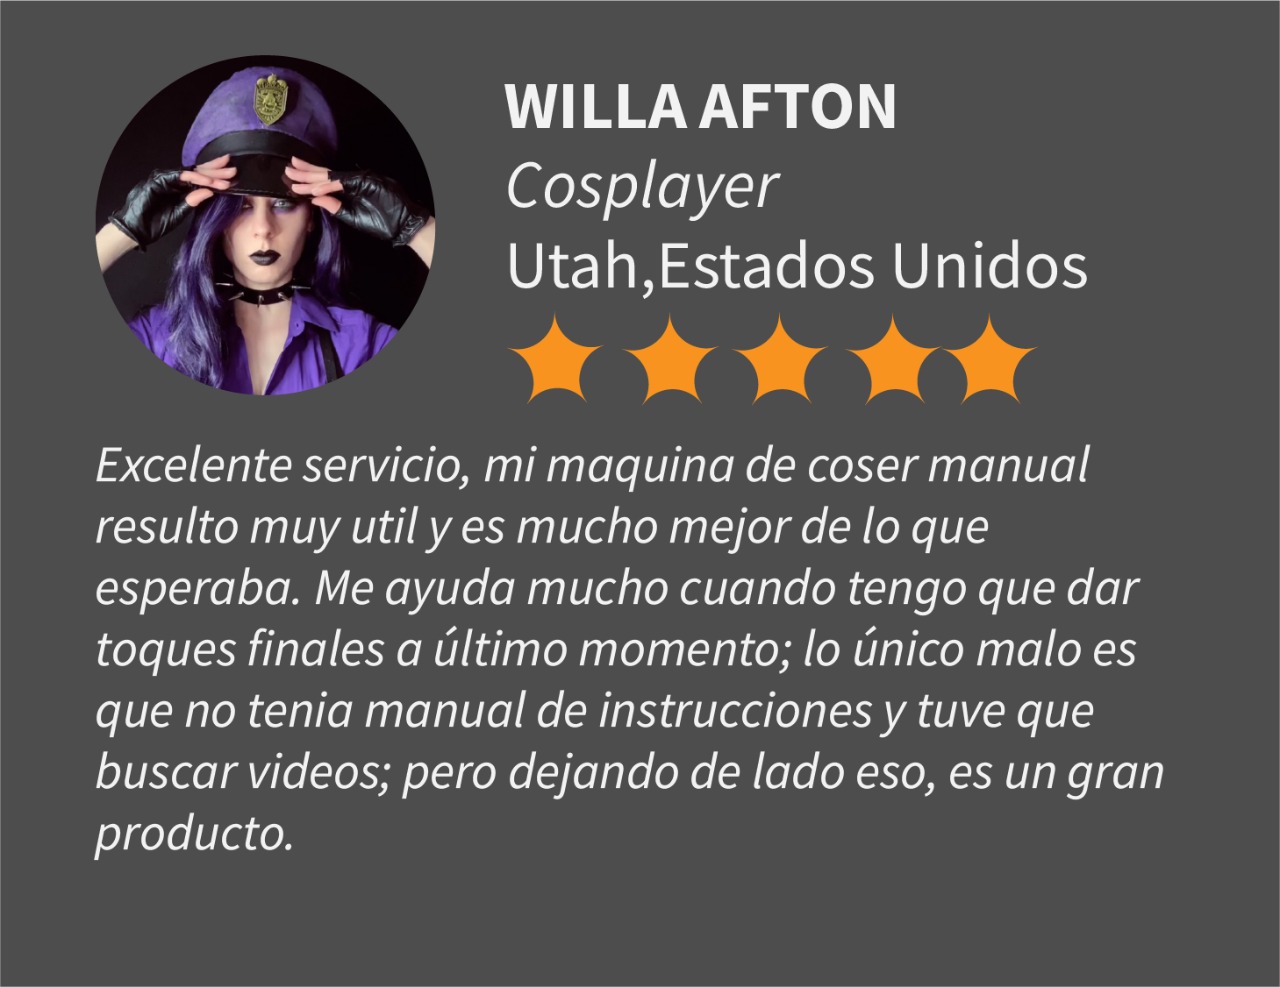 WILLA AFTON
Cosplayer
Utah,Estados Unidos
Excelente servicio, mi maquina de coser manual
resulto muy util y es mucho mejor de lo que
esperaba. Me ayuda mucho cuando tengo que dar
toques finales a último momento; lo único malo es
que no tenia manual de instrucciones y tuve que
buscar videos; pero dejando de lado eso, es un gran
producto.